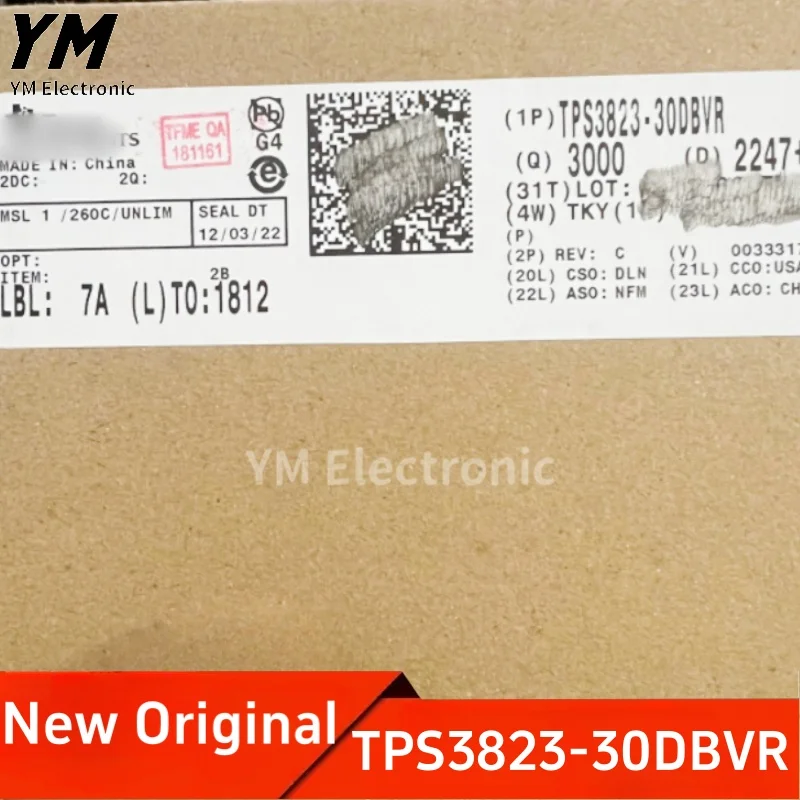 YM
YM Electronic
TS
TFME QA
181161
Pb
G4
e
MADE IN: China
2DC: 2Q:
MSL 1 /260C/UNLIM
SEAL DT
12/03/22
OPT:
ITEM: 2B
LBL: 7A (L)TO:1812
(1P) TPS3823-30DBVR
(Q) 3000 (D) 2247+
(31T) LOT:
(4W) TKY(1
(P)
(2P) REV: C (V) 0033317
(20L) CSO: DLN (21L) CCO:USA
(22L) ASO: NFM (23L) ACO: CH
YM Electronic
New Original
TPS3823-30DBVR